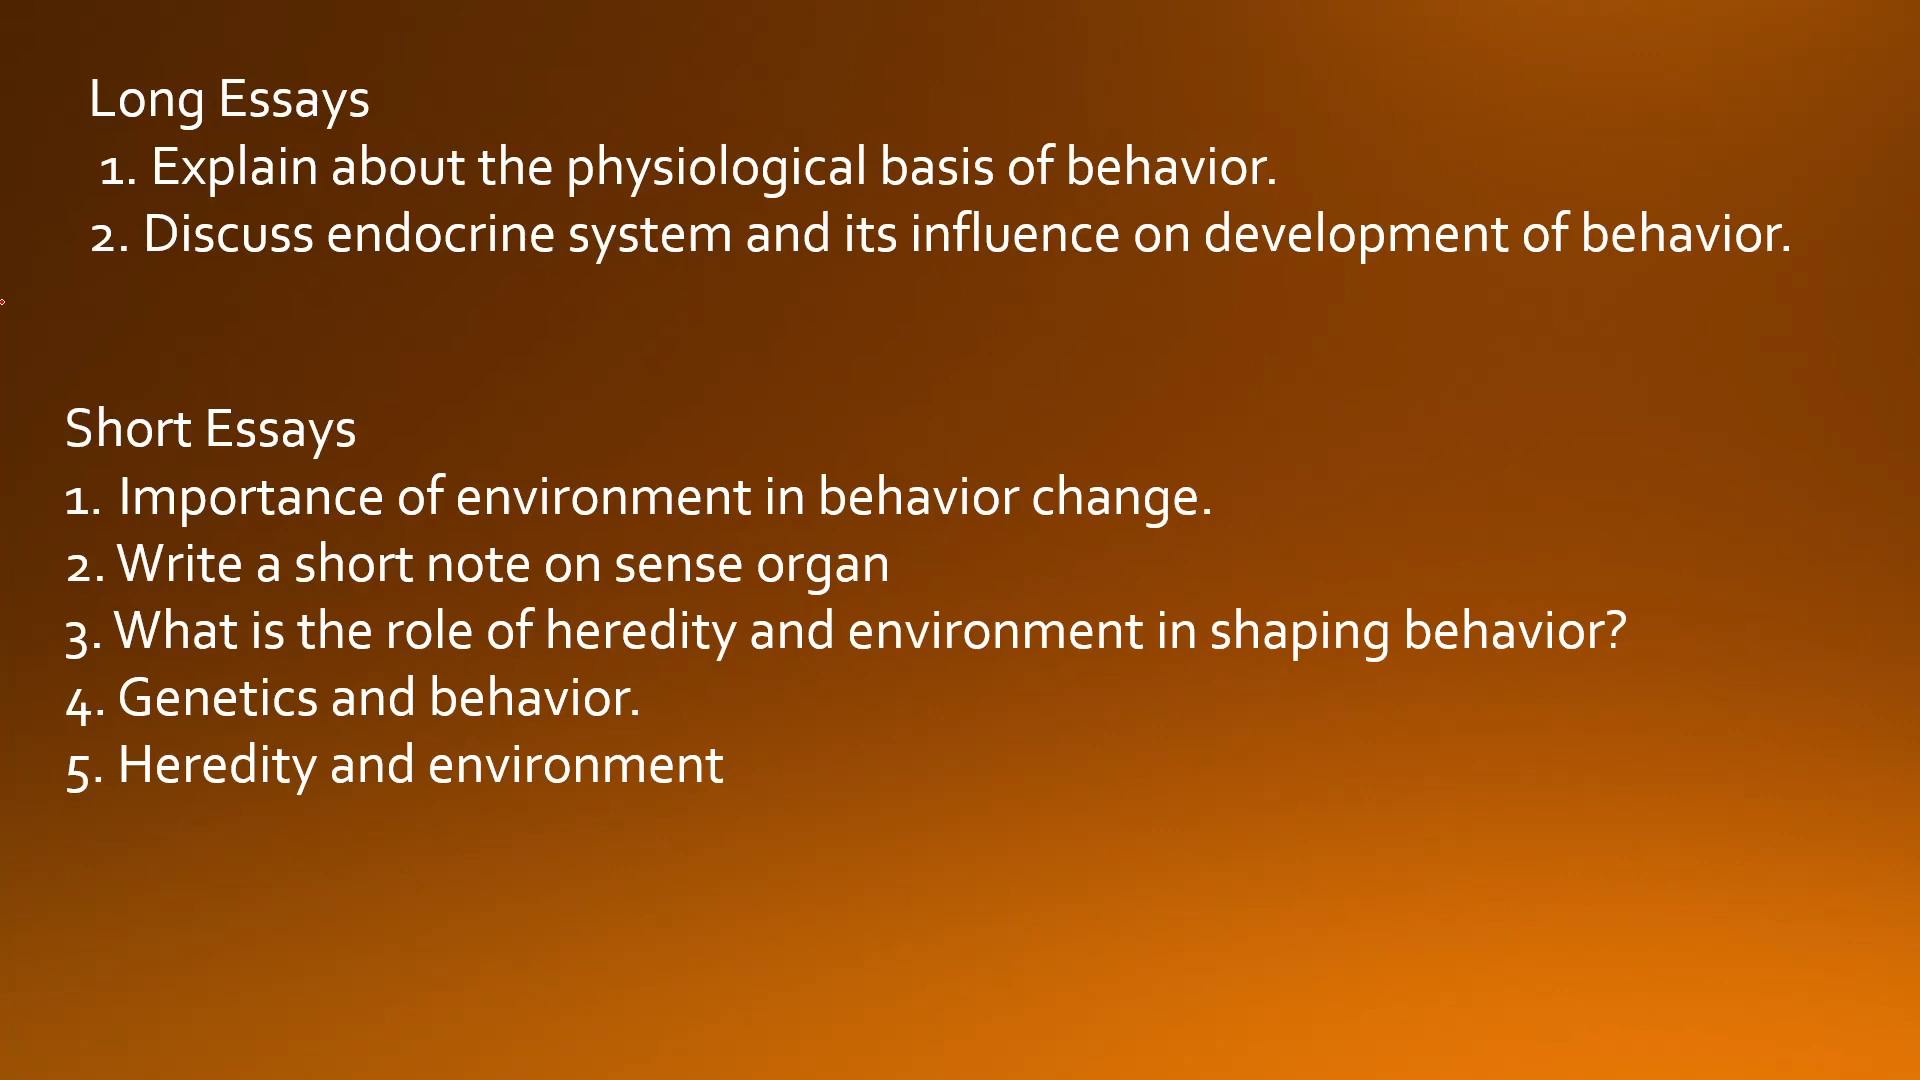 Long Essays
1. Explain about the physiological basis of behavior.
2. Discuss endocrine system and its influence on development of behavior.
Short Essays
1. Importance of environment in behavior change.
2. Write a short note on sense organ
3. What is the role of heredity and environment in shaping behavior?
4. Genetics and behavior.
5. Heredity and environment